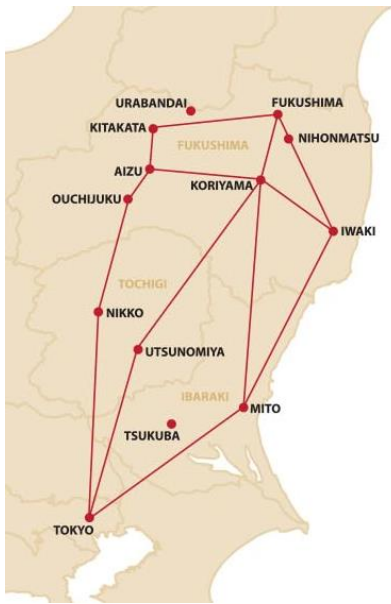 URABANDAI
FUKUSHIMA
KITAKATA
NIHONMATSU
FUKUSHIMA
AIZU
KORIYAMA
OUCHIJUKU
IWAKI
TOCHIGI
NIKKO
UTSUNOMIYA
IBARAKI
MITO
TSUKUBA
TOKYO